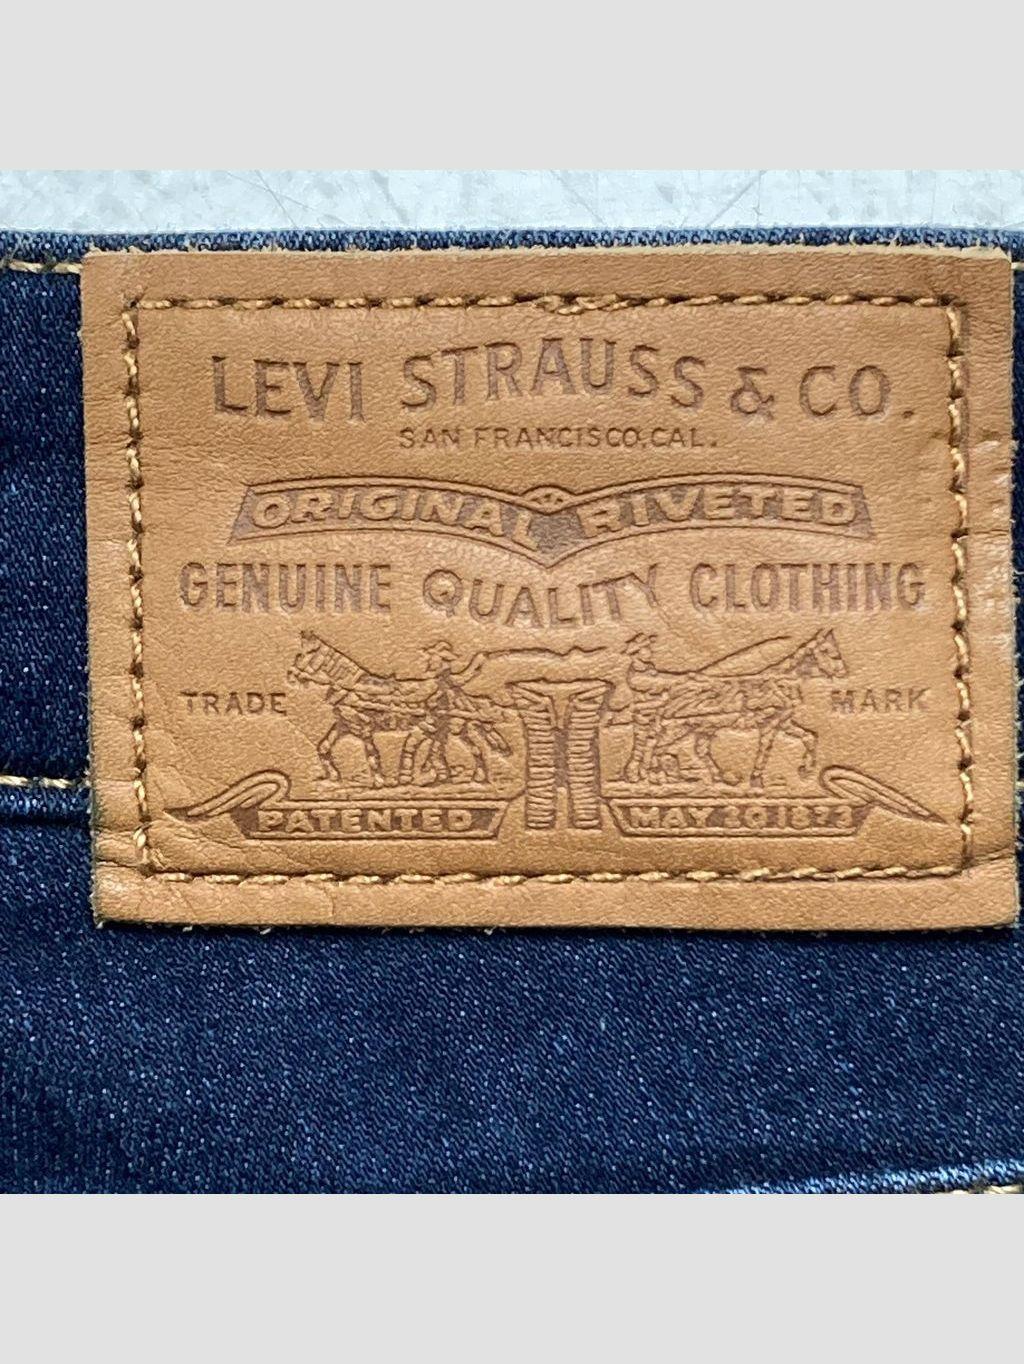 LEVI STRAUSS & CO.
SAN FRANCISCO, CAL.
ORIGINAL RIVETED
GENUINE QUALITY CLOTHING
TRADE MARK
PATENTED MAY 20 1873